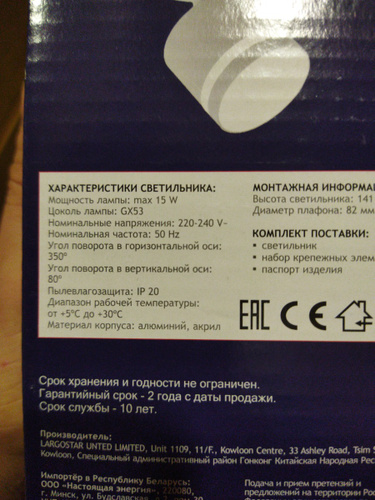 ХАРАКТЕРИСТИКИ СВЕТИЛЬНИКА:
Мощность лампы: max 15 W
Цоколь лампы: GX53
Номинальные напряжения: 220-240 V~
Номинальная частота: 50 Hz
Угол поворота в горизонтальной оси:
350°
Угол поворота в вертикальной оси:
80°
Пылевлагозащита: IP 20
Диапазон рабочей температуры:
от +5°C до +30°C
Материал корпуса: алюминий, акрил
МОНТАЖНАЯ ИНФОРМА
Высота светильника: 141
Диаметр плафона: 82 мм
КОМПЛЕКТ ПОСТАВКИ:
• светильник
• набор крепежных элем
• паспорт изделия
EAC CE
Срок хранения и годности не ограничен.
Гарантийный срок - 2 года с даты продажи.
Срок службы - 10 лет.
Производитель:
LARGOSTAR UNTED LIMITED, Unit 1109, 11/F., Kowloon Centre, 33 Ashley Road, Tsim S
Kowloon, Специальный административный район Гонконг Китайская Народная Рес
Импортёр в Республику Беларусь:
ООО «Настоящая энергия», 220080,
г. Минск, ул. Будславская
Подача и прием претензий и
предложений на территории Рос